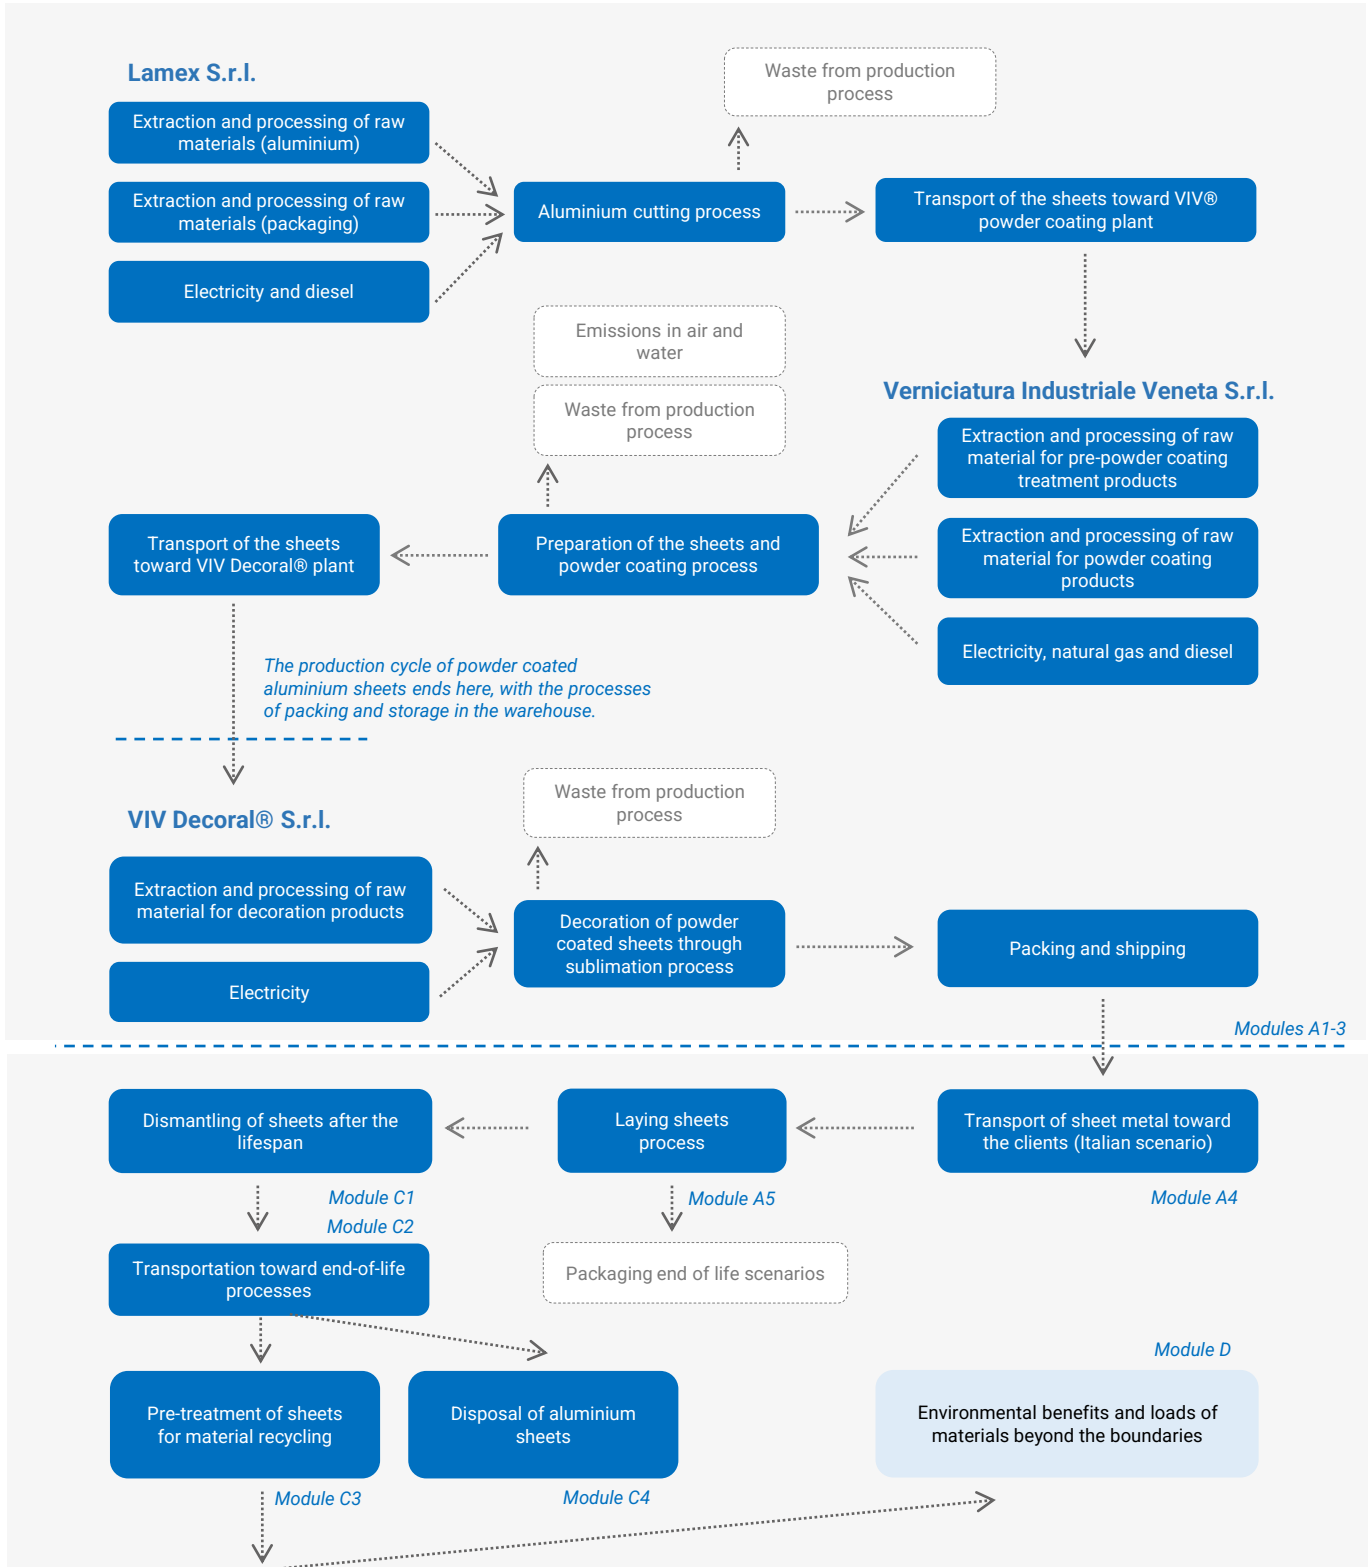 Lamex S.r.l.
Waste from production
process
Extraction and processing of raw
materials (aluminium)
Extraction and processing of raw
materials (packaging)
Electricity and diesel
Aluminium cutting process
Transport of the sheets toward VIV®
powder coating plant
Emissions in air and
water
Waste from production
process
Verniciatura Industriale Veneta S.r.l.
Extraction and processing of raw
material for pre-powder coating
treatment products
Extraction and processing of raw
material for powder coating
products
Electricity, natural gas and diesel
Preparation of the sheets and
powder coating process
Transport of the sheets
toward VIV Decoral® plant
The production cycle of powder coated
aluminium sheets ends here, with the processes
of packing and storage in the warehouse.
VIV Decoral® S.r.l.
Waste from production
process
Extraction and processing of raw
material for decoration products
Electricity
Decoration of powder
coated sheets through
sublimation process
Packing and shipping
Modules A1-3
Dismantling of sheets after the
lifespan
Laying sheets
process
Transport of sheet metal toward
the clients (Italian scenario)
Module C1
Module A5
Module A4
Module C2
Transportation toward end-of-life
processes
Packaging end of life scenarios
Module D
Pre-treatment of sheets
for material recycling
Disposal of aluminium
sheets
Environmental benefits and loads of
materials beyond the boundaries
Module C3
Module C4